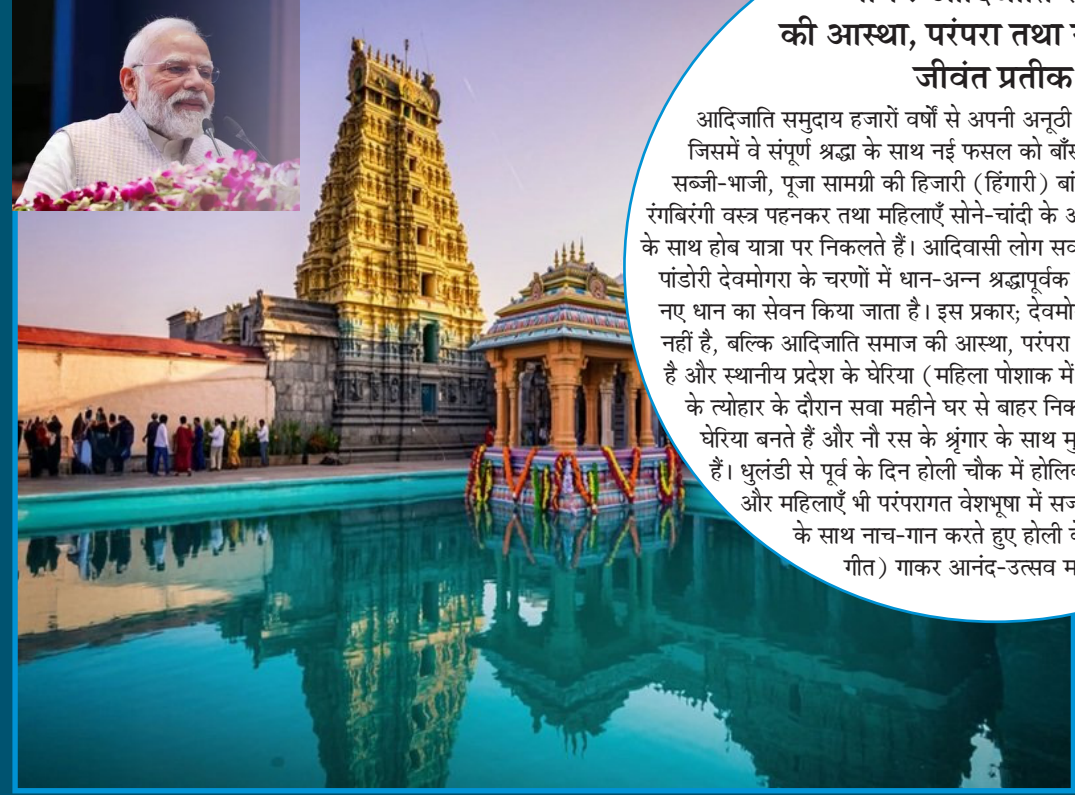 की आस्था, परंपरा तथा
जीवंत प्रतीक
आदिजाति समुदाय हजारों वर्षों से अपनी अनूठी
जिसमें वे संपूर्ण श्रद्धा के साथ नई फसल को
सब्जी-भाजी, पूजा सामग्री की हिजारी (हिंगारी)
रंगबिरंगी वस्त्र पहनकर तथा महिलाएँ सोने-चांदी के
के साथ होब यात्रा पर निकलते हैं। आदिवासी लोग
पांडोरी देवमोगरा के चरणों में धान-अन्न श्रद्धापूर्वक
नए धान का सेवन किया जाता है। इस प्रकार;
नहीं है, बल्कि आदिजाति समाज की आस्था, परंपरा
है और स्थानीय प्रदेश के घेरिया (महिला पोशाक में
के त्योहार के दौरान सवा महीने घर से बाहर
घेरिया बनते हैं और नौ रस के श्रृंगार के साथ
हैं। धुलंडी से पूर्व के दिन होली चौक में
और महिलाएँ भी परंपरागत वेशभूषा में
के साथ नाच-गान करते हुए होली
गीत) गाकर आनंद-उत्सव